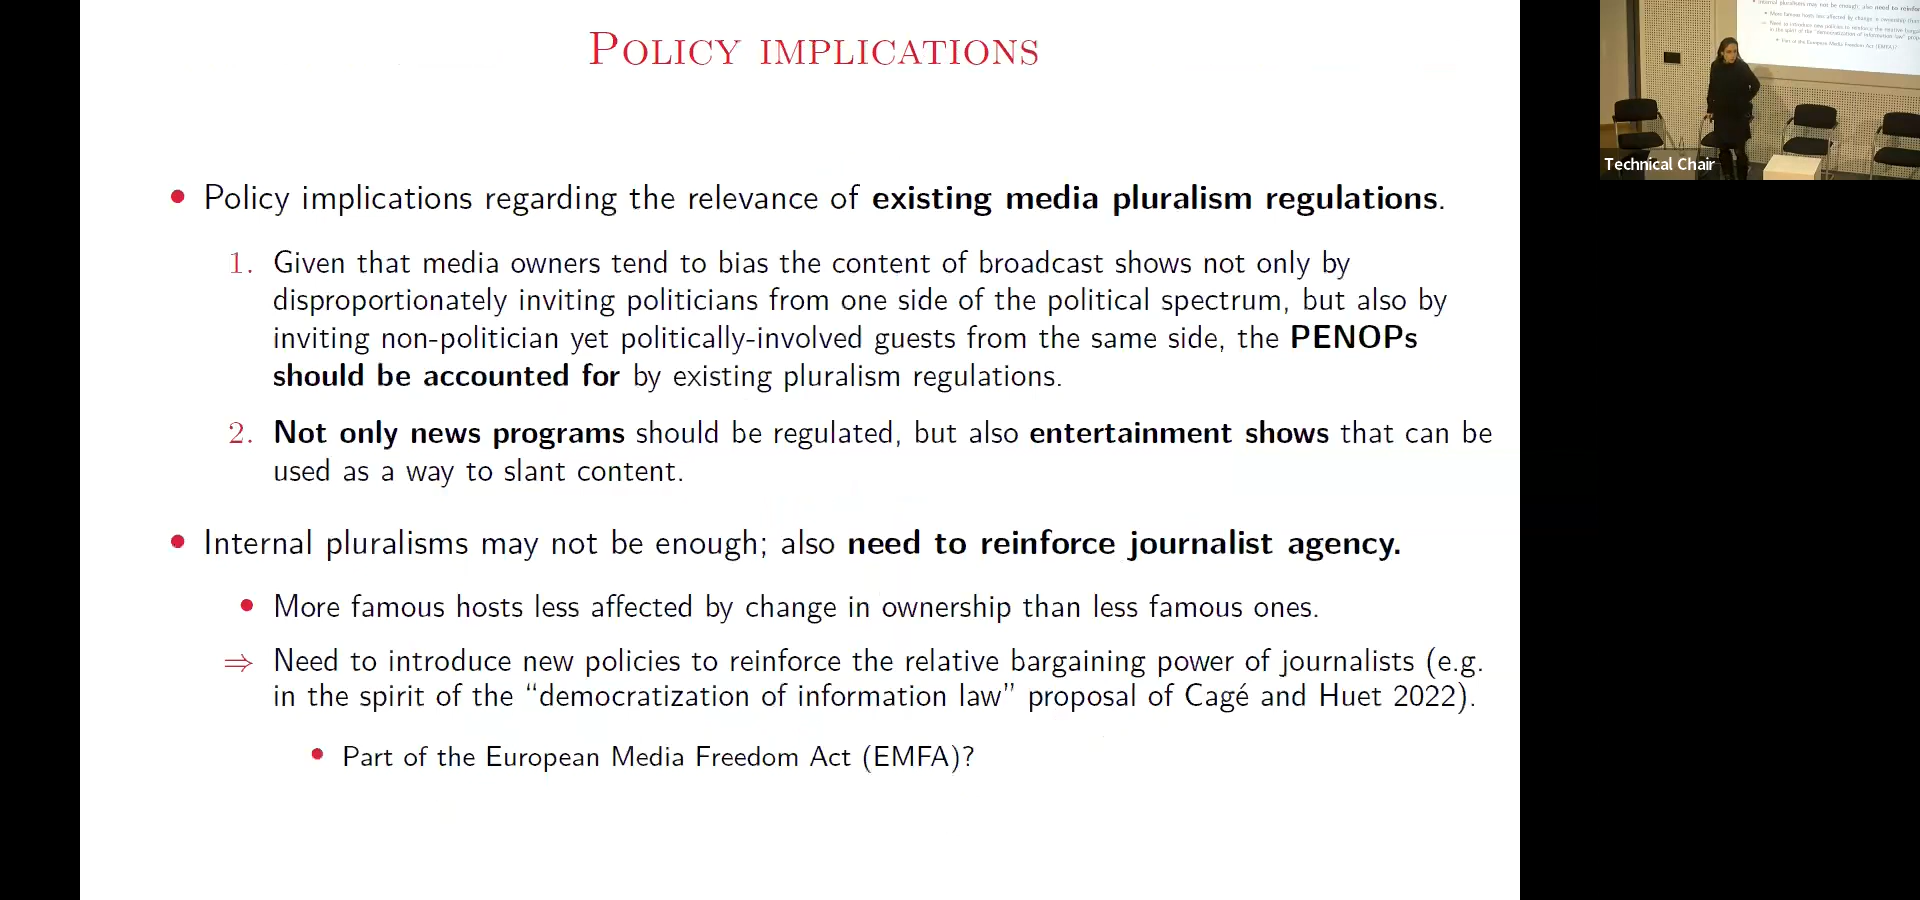 POLICY IMPLICATIONS
• Policy implications regarding the relevance of existing media pluralism regulations.
1. Given that media owners tend to bias the content of broadcast shows not only by
disproportionately inviting politicians from one side of the political spectrum, but also by
inviting non-politician yet politically-involved guests from the same side, the PENOPs
should be accounted for by existing pluralism regulations.
2. Not only news programs should be regulated, but also entertainment shows that can be
used as a way to slant content.
• Internal pluralisms may not be enough; also need to reinforce journalist agency.
• More famous hosts less affected by change in ownership than less famous ones.
⇒ Need to introduce new policies to reinforce the relative bargaining power of journalists (e.g.
in the spirit of the “democratization of information law” proposal of Cagé and Huet 2022).
• Part of the European Media Freedom Act (EMFA)?
Technical Chair